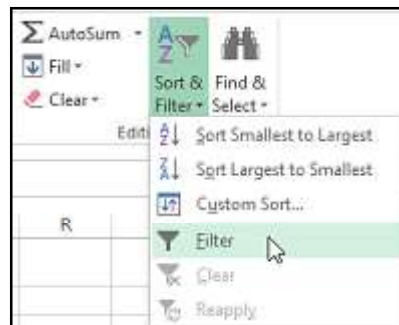 Σ AutoSum
Fill
Clear
Sort &
Filter
Find &
Select
Editi
Sort Smallest to Largest
Sort Largest to Smallest
Custom Sort...
Filter
Clear
Reapply
R